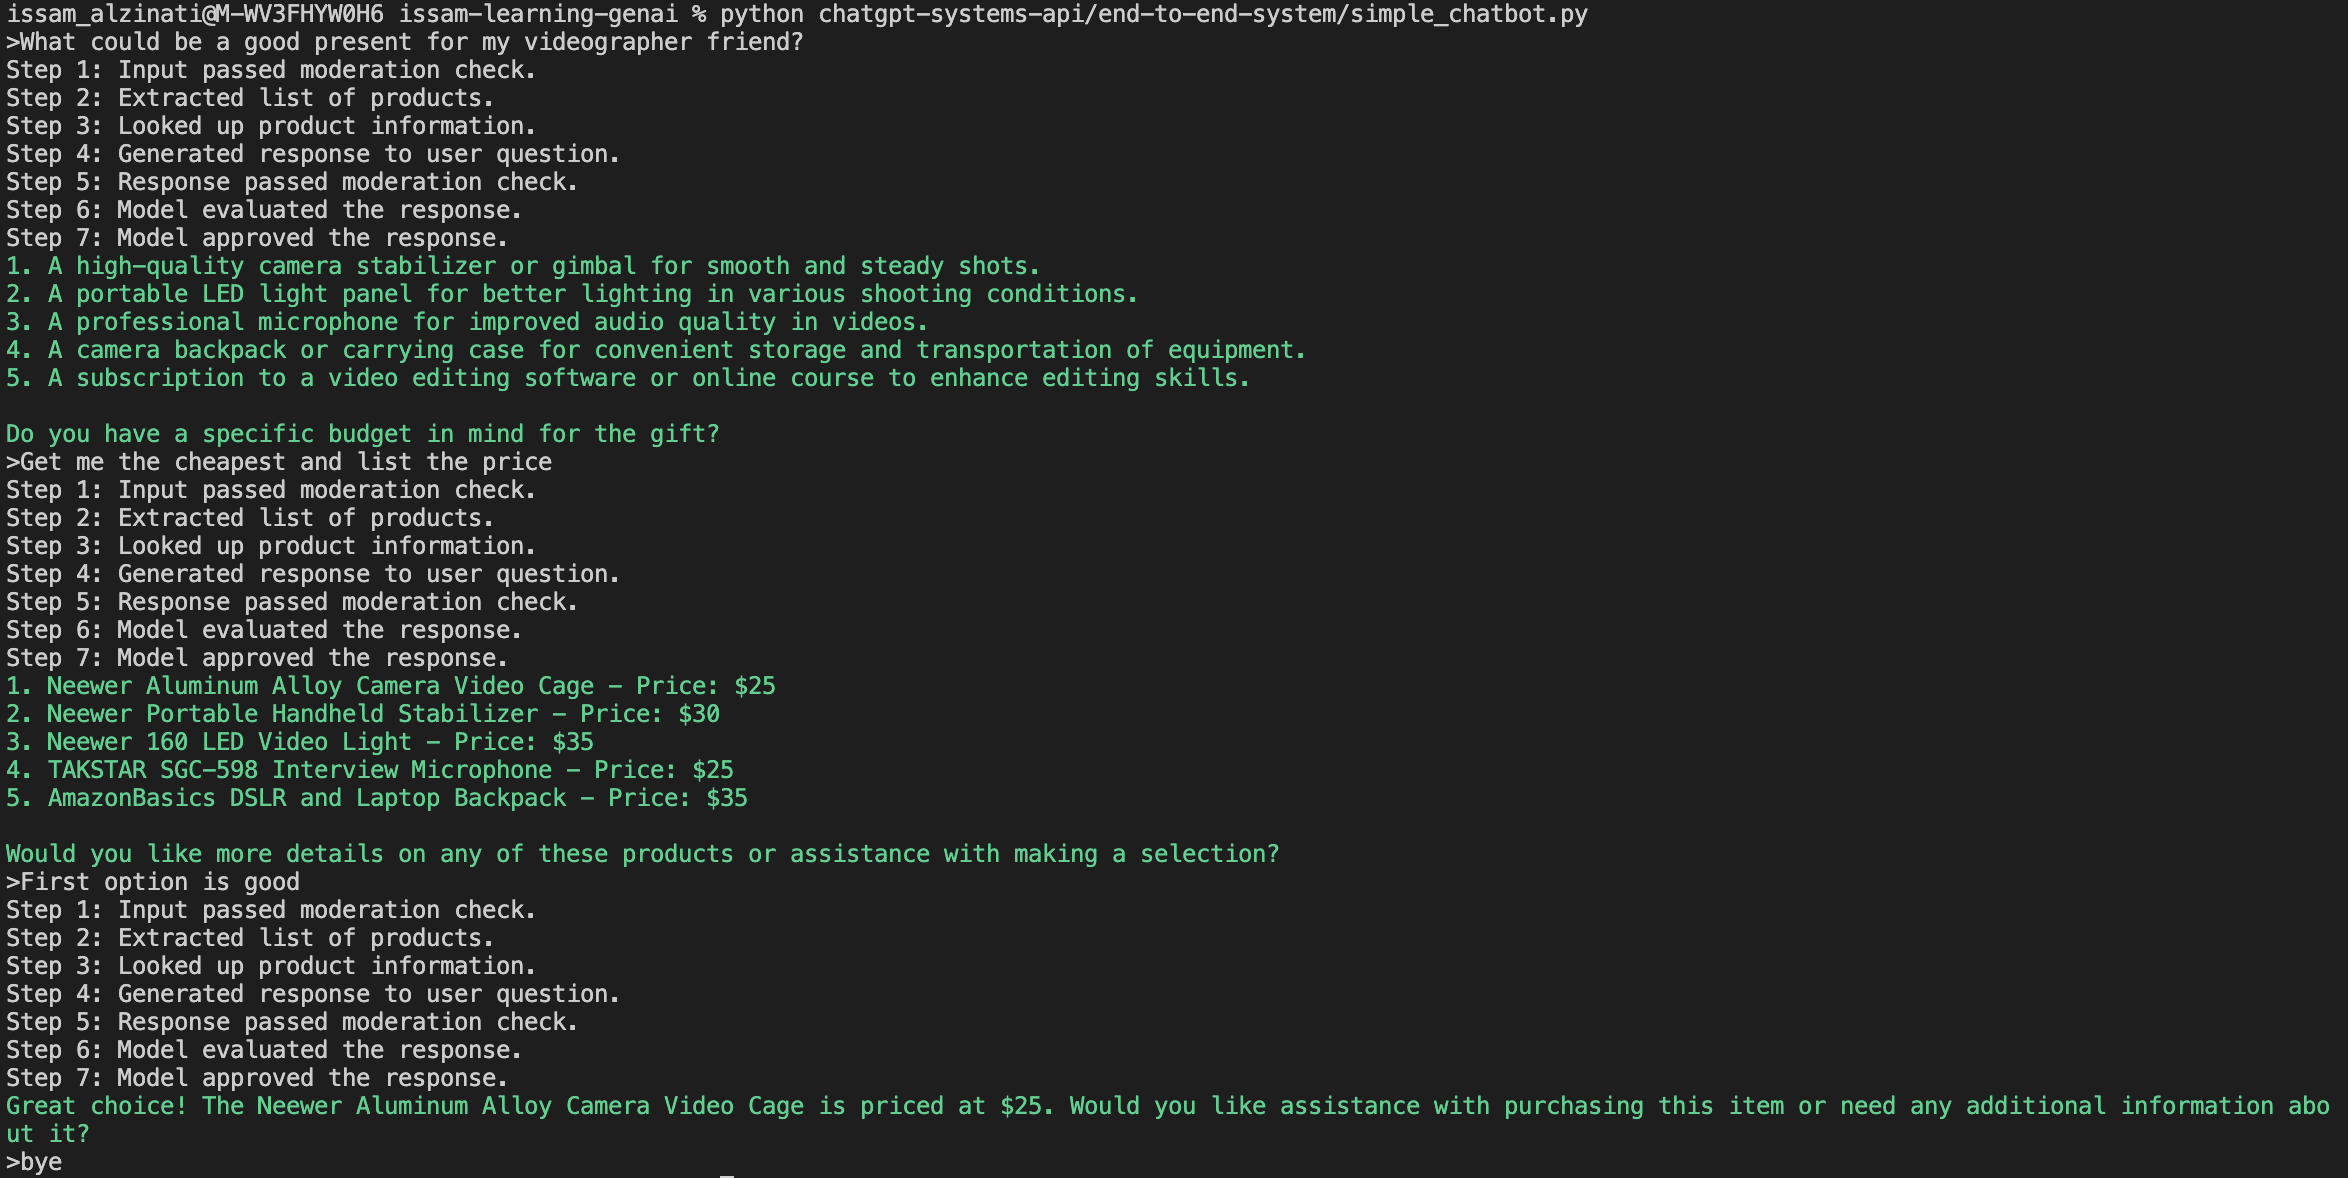 issam_alzinati@M-WV3FHYW0H6 issam-learning-genai % python chatgpt-systems-api/end-to-end-system/simple_chatbot.py
>What could be a good present for my videographer friend?
Step 1: Input passed moderation check.
Step 2: Extracted list of products.
Step 3: Looked up product information.
Step 4: Generated response to user question.
Step 5: Response passed moderation check.
Step 6: Model evaluated the response.
Step 7: Model approved the response.
1. A high-quality camera stabilizer or gimbal for smooth and steady shots.
2. A portable LED light panel for better lighting in various shooting conditions.
3. A professional microphone for improved audio quality in videos.
4. A camera backpack or carrying case for convenient storage and transportation of equipment.
5. A subscription to a video editing software or online course to enhance editing skills.

Do you have a specific budget in mind for the gift?
>Get me the cheapest and list the price
Step 1: Input passed moderation check.
Step 2: Extracted list of products.
Step 3: Looked up product information.
Step 4: Generated response to user question.
Step 5: Response passed moderation check.
Step 6: Model evaluated the response.
Step 7: Model approved the response.
1. Neewer Aluminum Alloy Camera Video Cage - Price: $25
2. Neewer Portable Handheld Stabilizer - Price: $30
3. Neewer 160 LED Video Light - Price: $35
4. TAKSTAR SGC-598 Interview Microphone - Price: $25
5. AmazonBasics DSLR and Laptop Backpack - Price: $35

Would you like more details on any of these products or assistance with making a selection?
>First option is good
Step 1: Input passed moderation check.
Step 2: Extracted list of products.
Step 3: Looked up product information.
Step 4: Generated response to user question.
Step 5: Response passed moderation check.
Step 6: Model evaluated the response.
Step 7: Model approved the response.
Great choice! The Neewer Aluminum Alloy Camera Video Cage is priced at $25. Would you like assistance with purchasing this item or need any additional information abo
ut it?
>bye